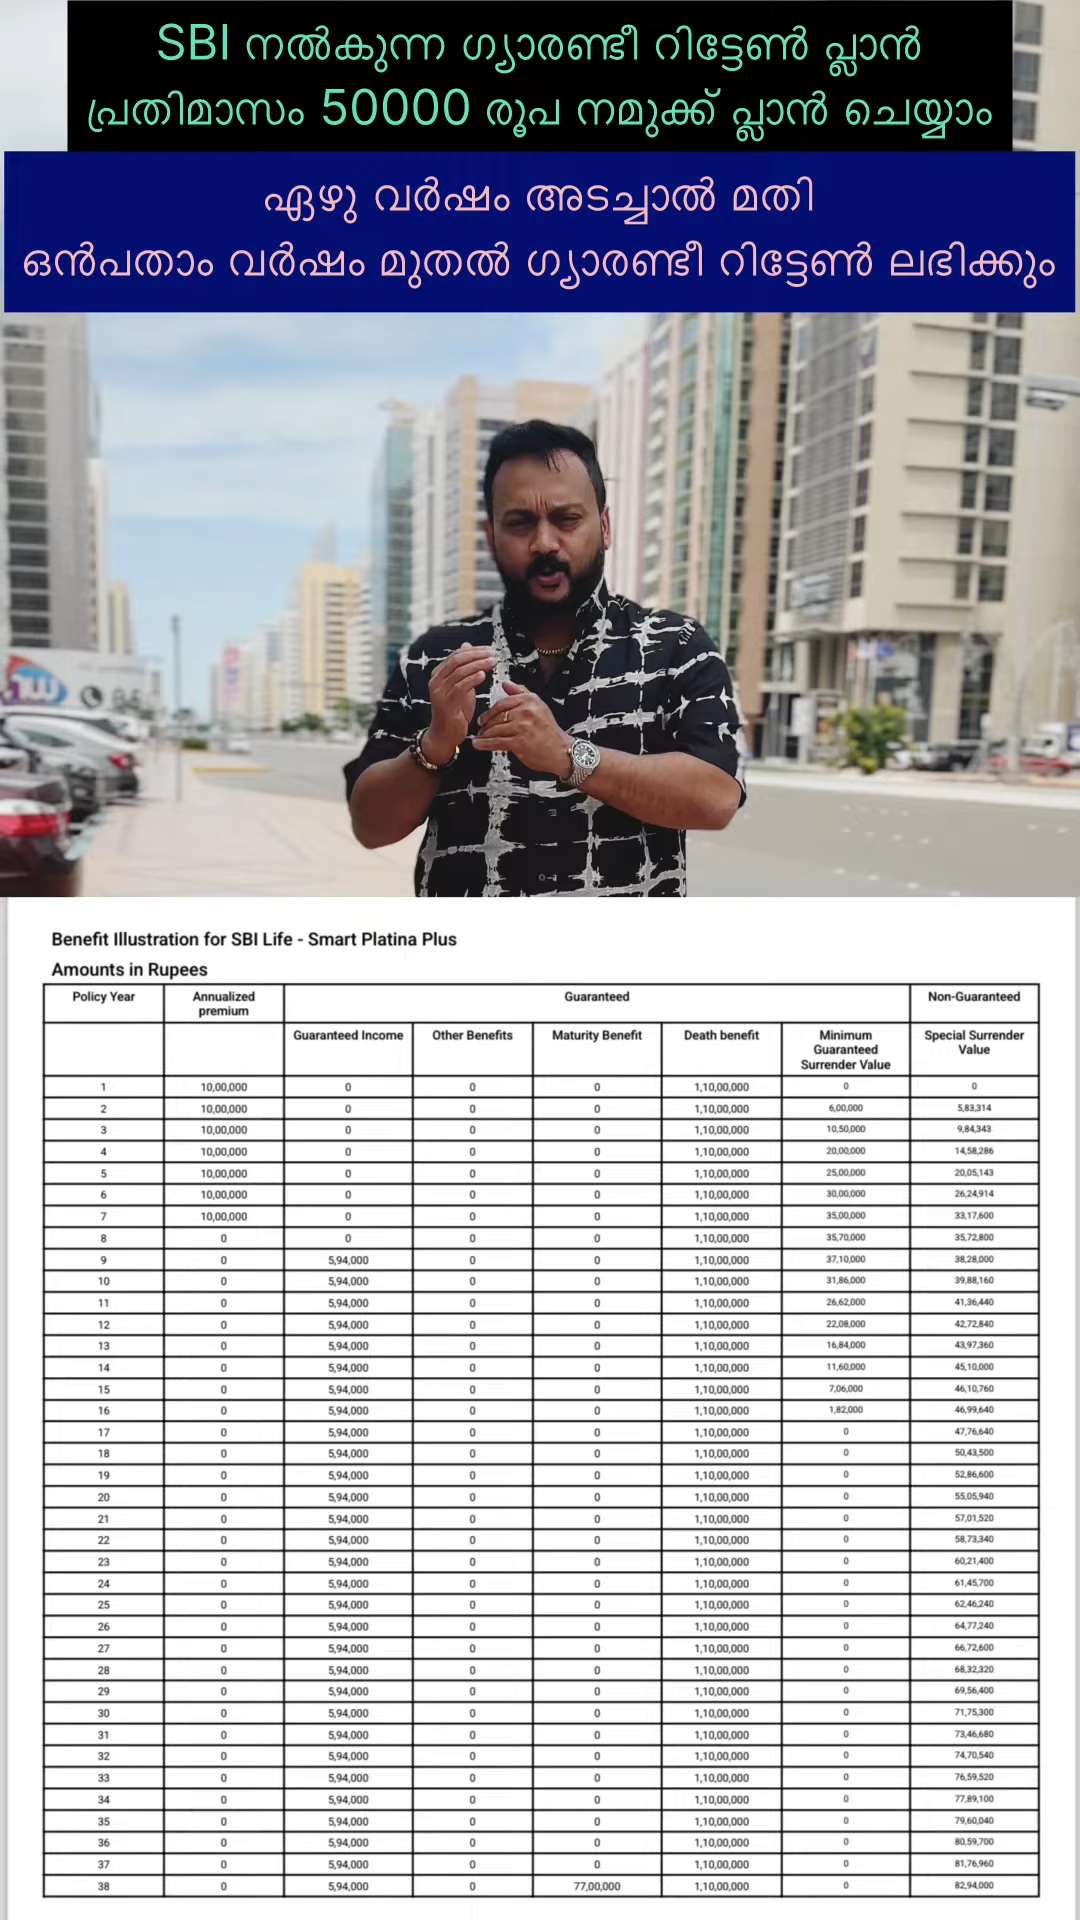 SBI നൽകുന്ന ഗ്യാരണ്ടീ റിട്ടേൺ പ്ലാൻ
പ്രതിമാസം 50000 രൂപ നമുക്ക് പ്ലാൻ ചെയ്യാം
ഏഴു വർഷം അടച്ചാൽ മതി
ഒൻപതാം വർഷം മുതൽ ഗ്യാരണ്ടീ റിട്ടേൺ ലഭിക്കും
Benefit Illustration for SBI Life - Smart Platina Plus
Amounts in Rupees
Policy Year Annualized premium Guaranteed Non-Guaranteed
Guaranteed Income Other Benefits Maturity Benefit Death benefit Minimum Guaranteed Surrender Value Special Surrender Value
1 10,00,000 0 0 0 1,10,00,000 0 0
2 10,00,000 0 0 0 1,10,00,000 6,00,000 5,83,314
3 10,00,000 0 0 0 1,10,00,000 10,50,000 9,84,343
4 10,00,000 0 0 0 1,10,00,000 20,00,000 14,58,286
5 10,00,000 0 0 0 1,10,00,000 25,00,000 20,05,143
6 10,00,000 0 0 0 1,10,00,000 30,00,000 26,24,914
7 10,00,000 0 0 0 1,10,00,000 35,00,000 33,17,600
8 0 0 0 0 1,10,00,000 35,70,000 35,72,800
9 0 5,94,000 0 0 1,10,00,000 37,10,000 38,28,000
10 0 5,94,000 0 0 1,10,00,000 31,86,000 39,88,160
11 0 5,94,000 0 0 1,10,00,000 26,62,000 41,36,440
12 0 5,94,000 0 0 1,10,00,000 22,08,000 42,72,840
13 0 5,94,000 0 0 1,10,00,000 16,84,000 43,97,360
14 0 5,94,000 0 0 1,10,00,000 11,60,000 45,10,000
15 0 5,94,000 0 0 1,10,00,000 7,06,000 46,10,760
16 0 5,94,000 0 0 1,10,00,000 1,82,000 46,99,640
17 0 5,94,000 0 0 1,10,00,000 0 47,76,640
18 0 5,94,000 0 0 1,10,00,000 0 50,43,500
19 0 5,94,000 0 0 1,10,00,000 0 52,86,600
20 0 5,94,000 0 0 1,10,00,000 0 55,05,940
21 0 5,94,000 0 0 1,10,00,000 0 57,01,520
22 0 5,94,000 0 0 1,10,00,000 0 58,73,340
23 0 5,94,000 0 0 1,10,00,000 0 60,21,400
24 0 5,94,000 0 0 1,10,00,000 0 61,45,700
25 0 5,94,000 0 0 1,10,00,000 0 62,46,240
26 0 5,94,000 0 0 1,10,00,000 0 64,77,240
27 0 5,94,000 0 0 1,10,00,000 0 66,72,600
28 0 5,94,000 0 0 1,10,00,000 0 68,32,320
29 0 5,94,000 0 0 1,10,00,000 0 69,56,400
30 0 5,94,000 0 0 1,10,00,000 0 71,75,300
31 0 5,94,000 0 0 1,10,00,000 0 73,46,680
32 0 5,94,000 0 0 1,10,00,000 0 74,70,540
33 0 5,94,000 0 0 1,10,00,000 0 76,59,520
34 0 5,94,000 0 0 1,10,00,000 0 77,89,100
35 0 5,94,000 0 0 1,10,00,000 0 79,60,040
36 0 5,94,000 0 0 1,10,00,000 0 80,59,700
37 0 5,94,000 0 0 1,10,00,000 0 81,76,960
38 0 5,94,000 0 77,00,000 1,10,00,000 0 82,94,000